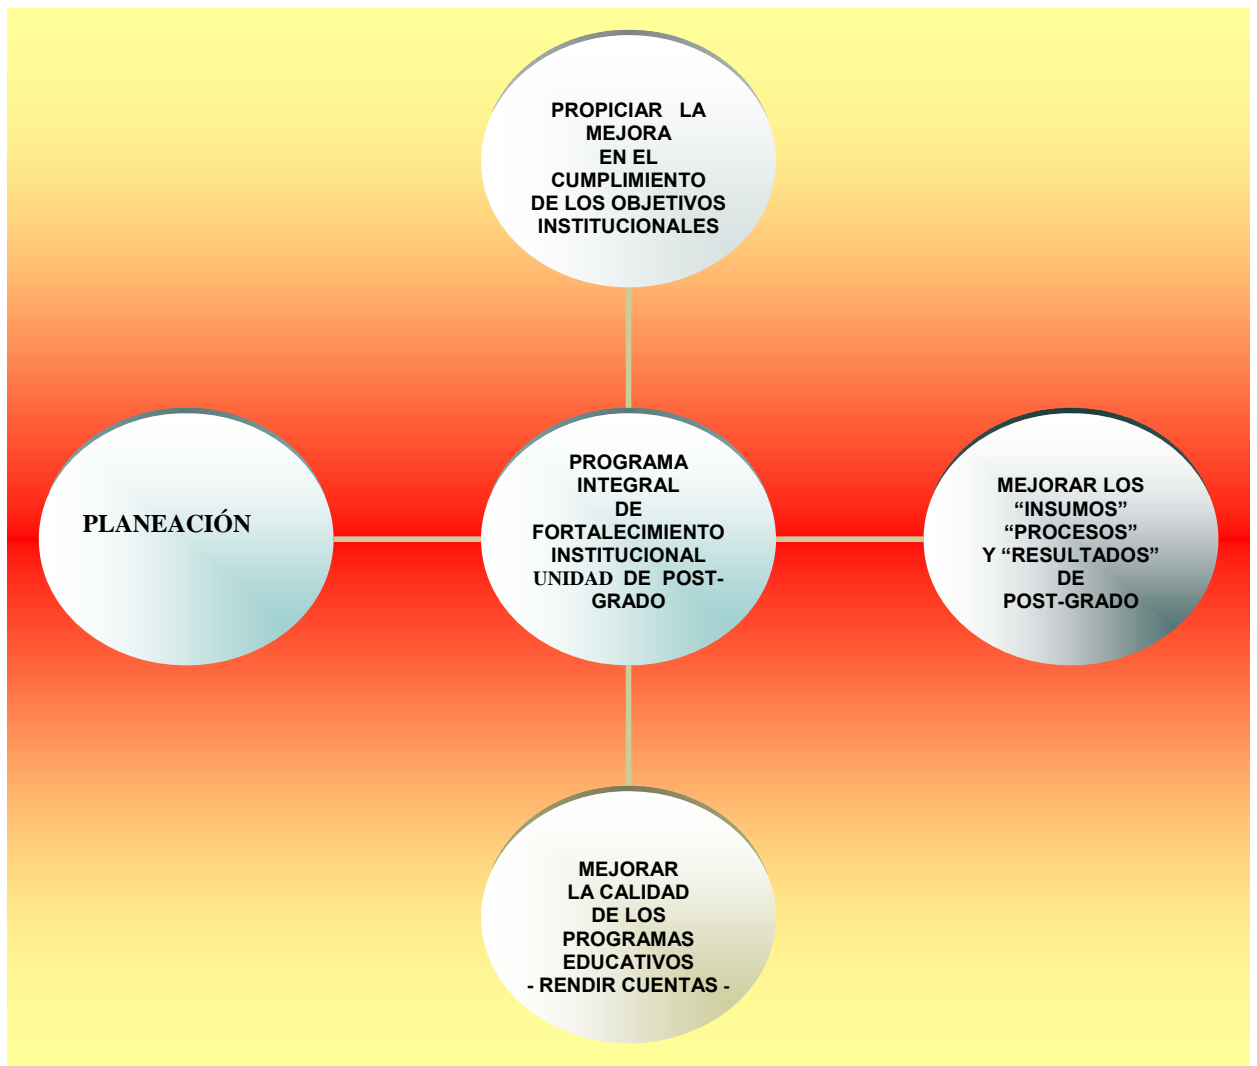 PROPICIAR LA
MEJORA
EN EL
CUMPLIMIENTO
DE LOS OBJETIVOS
INSTITUCIONALES
PLANEACIÓN
PROGRAMA
INTEGRAL
DE
FORTALECIMIENTO
INSTITUCIONAL
UNIDAD DE POST-
GRADO
MEJORAR LOS
“INSUMOS”
“PROCESOS”
Y “RESULTADOS”
DE
POST-GRADO
MEJORAR
LA CALIDAD
DE LOS
PROGRAMAS
EDUCATIVOS
- RENDIR CUENTAS -